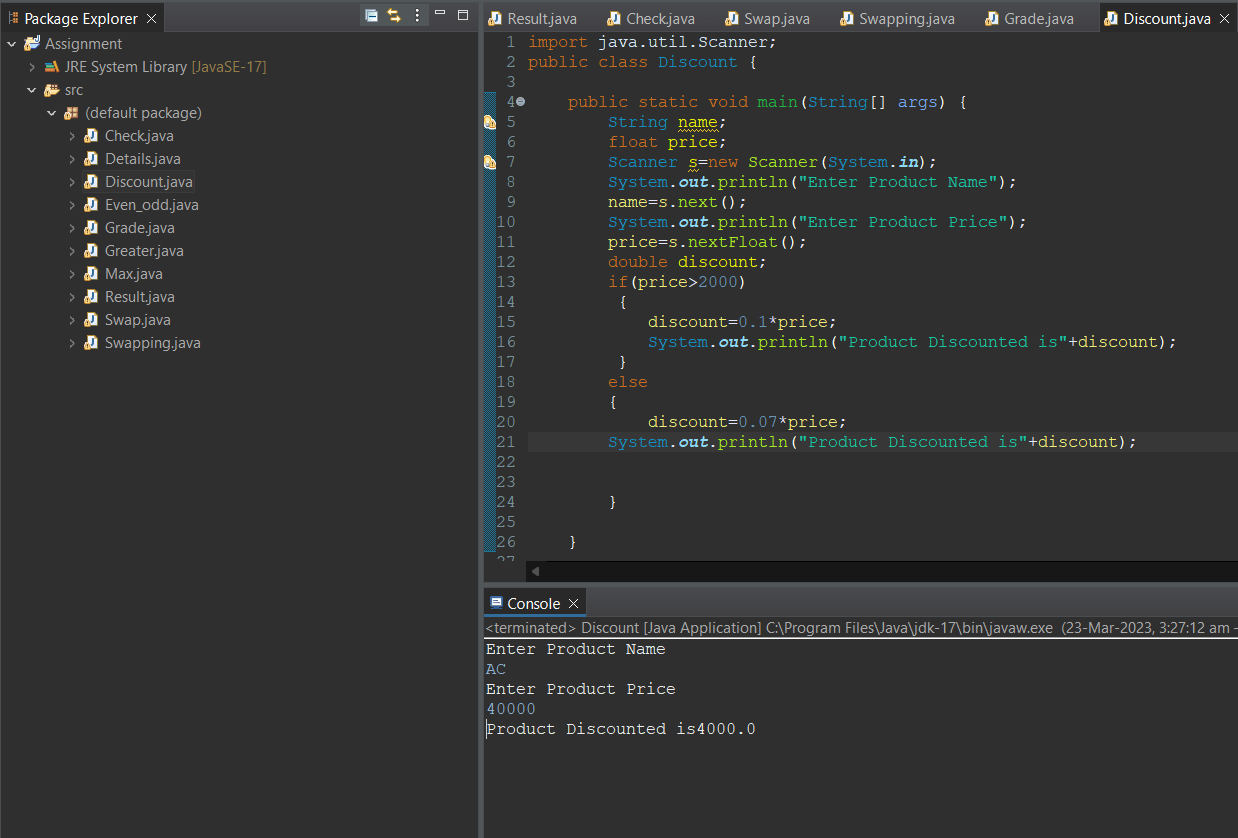 Package Explorer
Assignment
JRE System Library [JavaSE-17]
src
(default package)
Check.java
Details.java
Discount.java
Even_odd.java
Grade.java
Greater.java
Max.java
Result.java
Swap.java
Swapping.java
Result.java Check.java Swap.java Swapping.java Grade.java Discount.java
1 import java.util.Scanner;
2 public class Discount {
3
4 public static void main(String[] args) {
5 String name;
6 float price;
7 Scanner s=new Scanner(System.in);
8 System.out.println("Enter Product Name");
9 name=s.next();
10 System.out.println("Enter Product Price");
11 price=s.nextFloat();
12 double discount;
13 if(price>2000)
14 {
15 discount=0.1*price;
16 System.out.println("Product Discounted is"+discount);
17 }
18 else
19 {
20 discount=0.07*price;
21 System.out.println("Product Discounted is"+discount);
22
23
24 }
25
26 }
27
Console
<terminated> Discount [Java Application] C:\Program Files\Java\jdk-17\bin\javaw.exe (23-Mar-2023, 3:27:12 am –
Enter Product Name
AC
Enter Product Price
40000
Product Discounted is4000.0